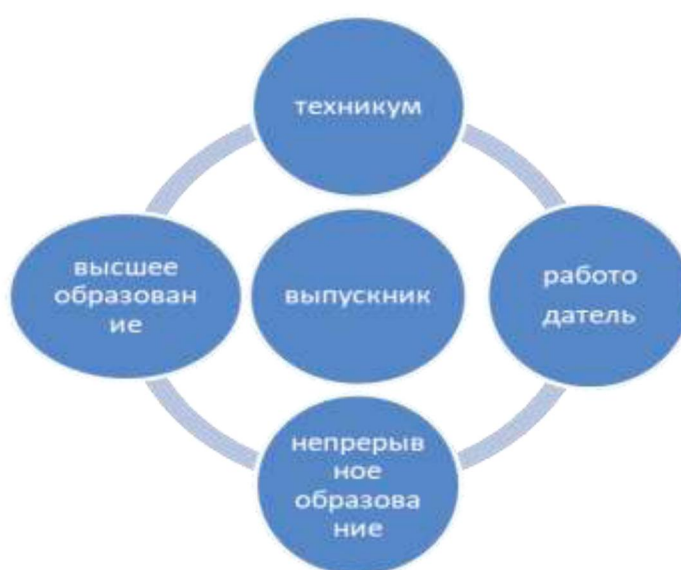 техникум
высшее
образован
ие
выпускник
работо
датель
непрерыв
ное
образова
ние